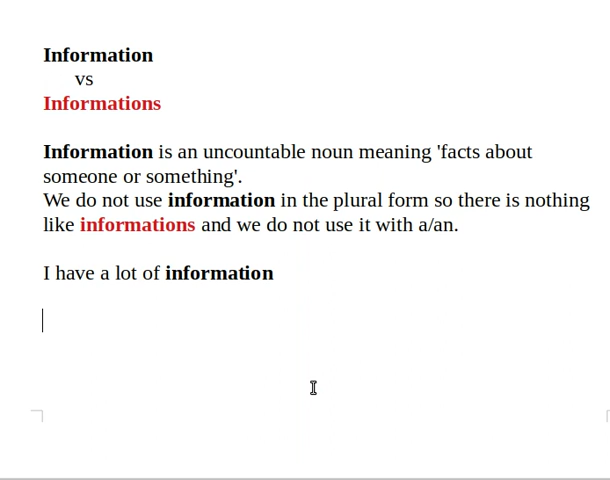 Information
vs
Informations
Information is an uncountable noun meaning 'facts about
someone or something'.
We do not use information in the plural form so there is nothing
like informations and we do not use it with a/an.
I have a lot of information